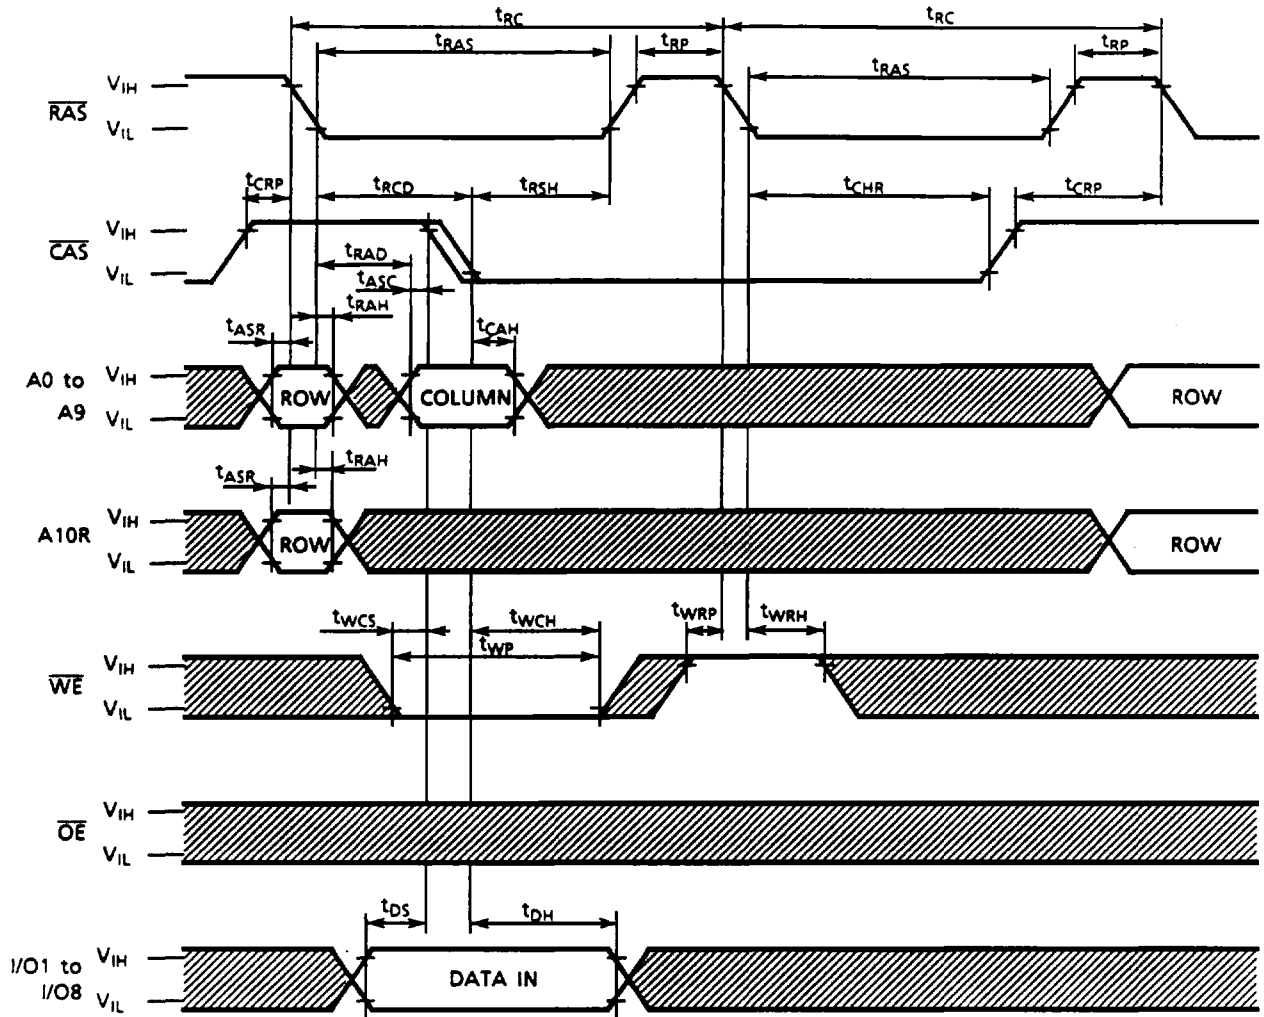 tRC tRC
tRAS tRP tRAS tRP
RAS VIH
VIL
tCRP tRCD tRSH tCHR tCRP
CAS VIH
VIL
tRAD
tASC
tRAH
tASR tCAH
A0 to A9 VIH
VIL
ROW COLUMN ROW
tASR tRAH
A10R VIH
VIL
ROW ROW
tWCS tWCH tWRP tWRH
tWP
WE VIH
VIL
OE VIH
VIL
tDS tDH
I/O1 to I/O8 VIH
VIL
DATA IN